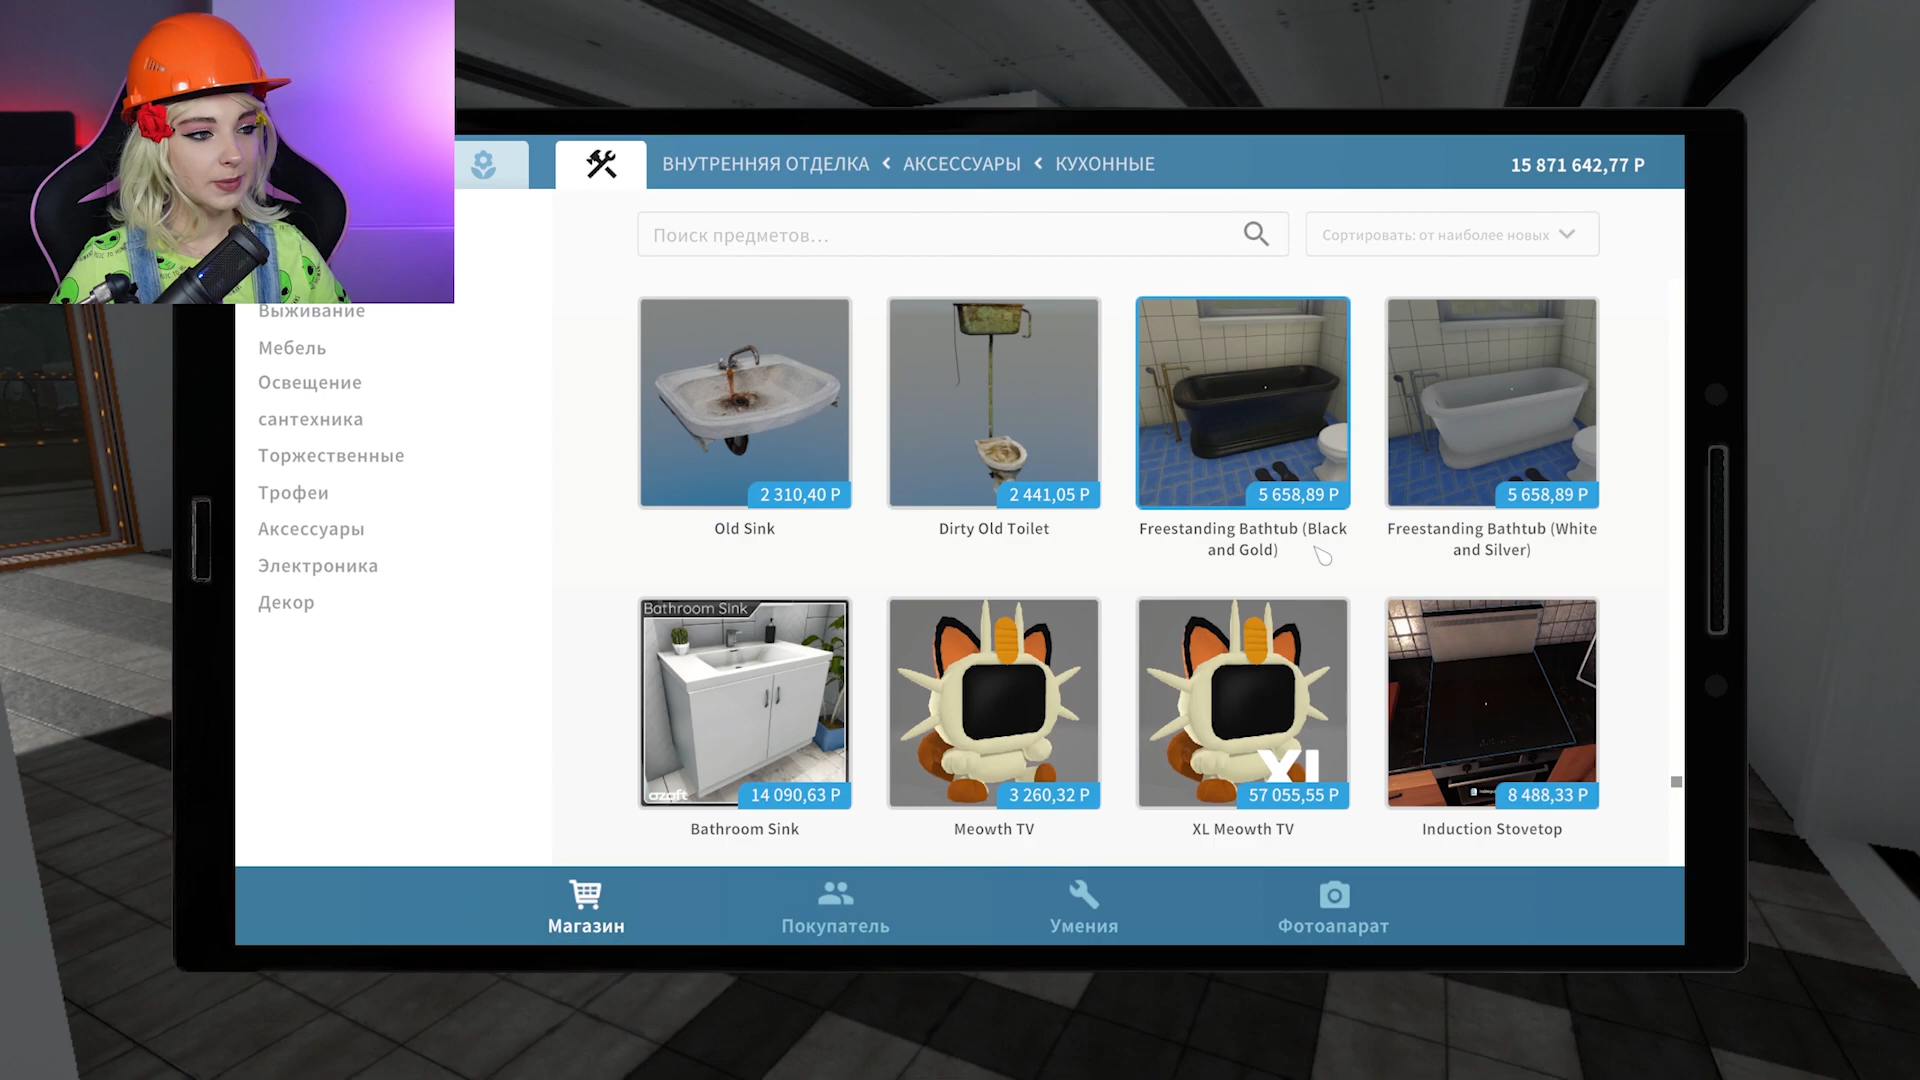 ВНУТРЕННЯЯ ОТДЕЛКА < АКСЕССУАРЫ < КУХОННЫЕ
15 871 642,77 Р
Поиск предметов...
Сортировать: от наиболее новых
Выживание
Мебель
Освещение
сантехника
Торжественные
Трофеи
Аксессуары
Электроника
Декор
2 310,40 Р
2 441,05 Р
5 658,89 Р
5 658,89 Р
Old Sink
Dirty Old Toilet
Freestanding Bathtub (Black
and Gold)
Freestanding Bathtub (White
and Silver)
Bathroom Sink
ozoft
XL
14 090,63 Р
3 260,32 Р
57 055,55 Р
8 488,33 Р
Bathroom Sink
Meowth TV
XL Meowth TV
Induction Stovetop
Магазин
Покупатель
Умения
Фотоаппарат